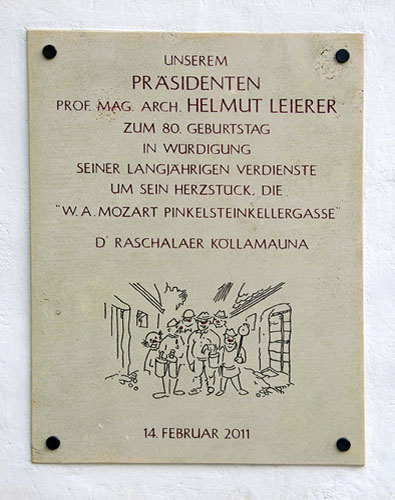 UNSEREM
PRÄSIDENTEN
PROF. MAG. ARCH. HELMUT LEIERER
ZUM 80. GEBURTSTAG
IN WÜRDIGUNG
SEINER LANGJÄHRIGEN VERDIENSTE
UM SEIN HERZSTÜCK, DIE
"W. A. MOZART PINKELSTEINKELLERGASSE"
D' RASCHALAER KÖLLAMAUNA
14. FEBRUAR 2011